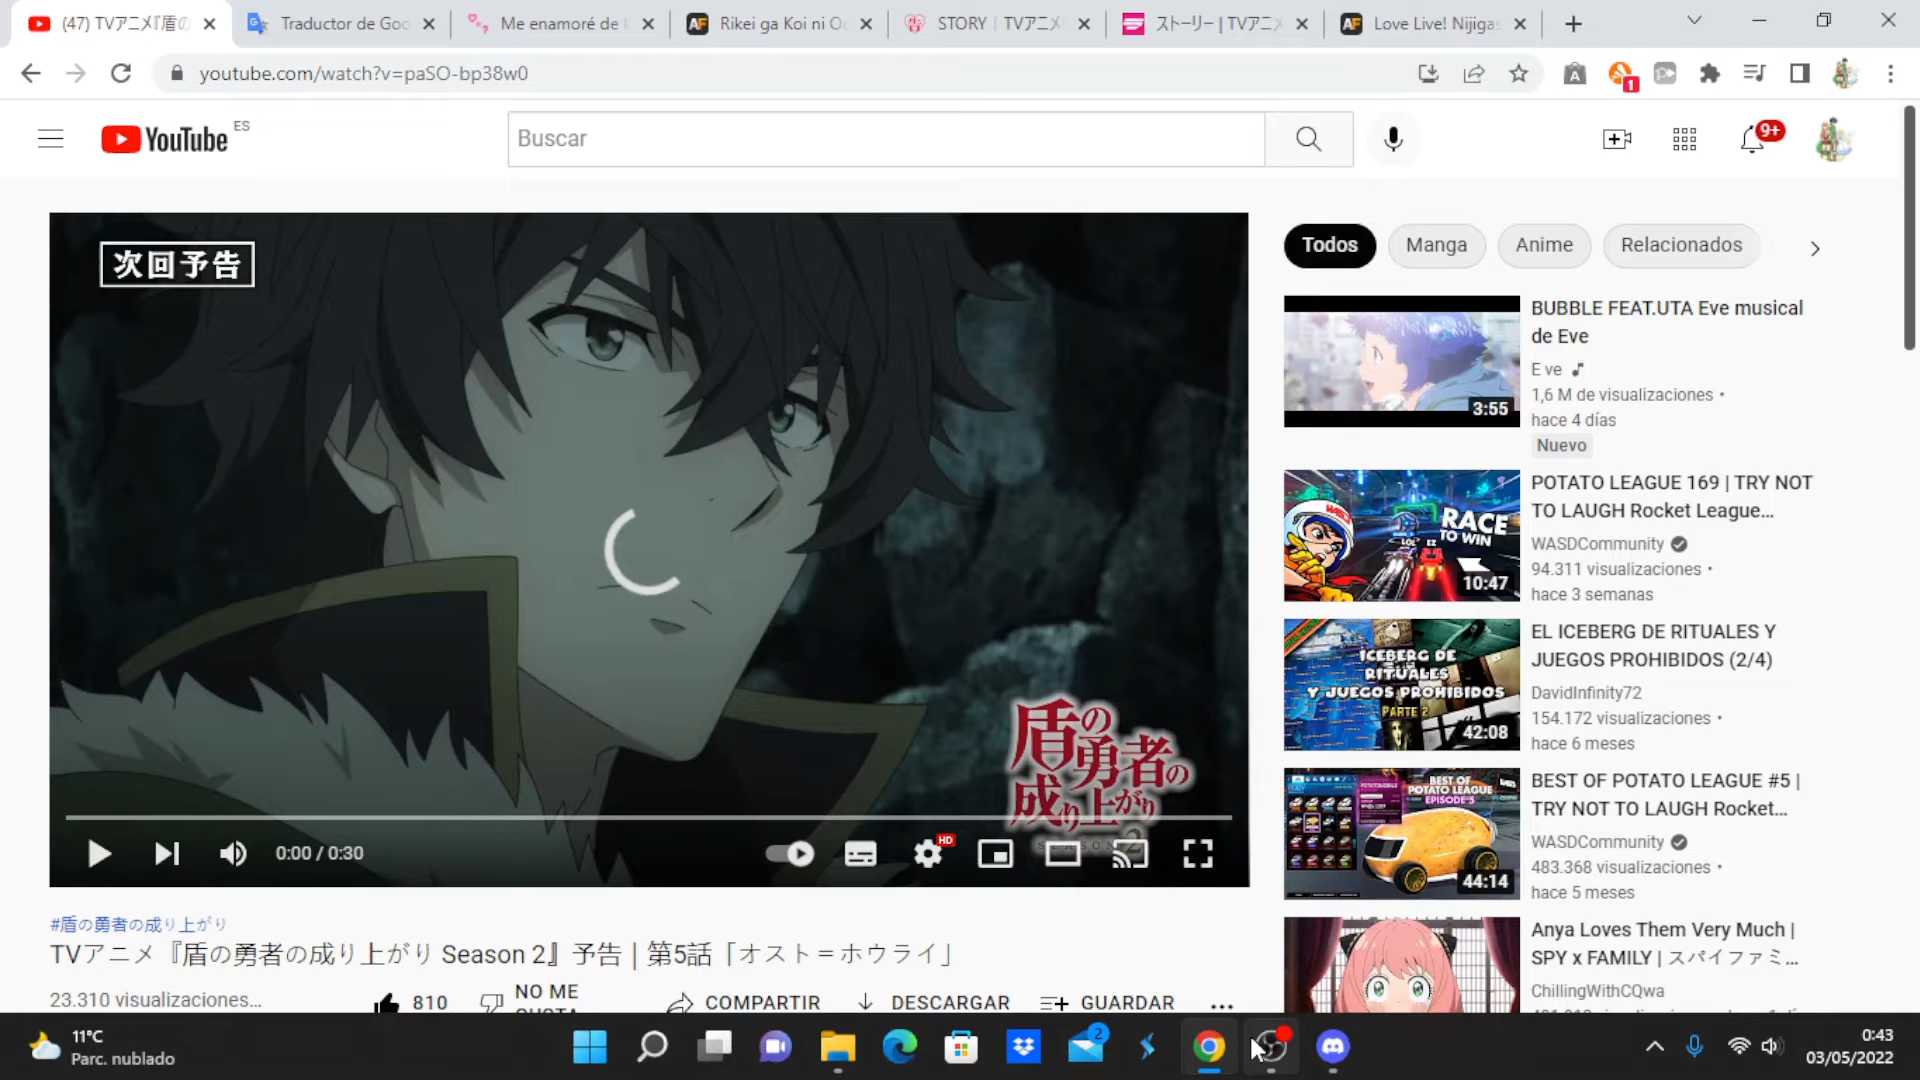 (47) TVアニメ『盾の
Traductor de Goo
Me enamoré de l
AF Rikei ga Koi ni O
STORY | TVアニメ
ストーリー | TVアニメ
AF Love Live! Nijigas
youtube.com/watch?v=paSO-bp38w0
1
YouTube ES
Buscar
9+
次回予告
盾の勇者の成り上がり
HD
0:00 / 0:30
#盾の勇者の成り上がり
TVアニメ『盾の勇者の成り上がり Season 2』予告 | 第5話「オスト＝ホウライ」
23.310 visualizaciones...
810
NO ME
COMPARTIR
DESCARGAR
GUARDAR
Todos
Manga
Anime
Relacionados
3:55
BUBBLE FEAT.UTA Eve musical
de Eve
E ve
1,6 M de visualizaciones •
hace 4 días
Nuevo
RACE
TO WIN
LOL EZ
10:47
POTATO LEAGUE 169 | TRY NOT
TO LAUGH Rocket League...
WASDCommunity
94.311 visualizaciones •
hace 3 semanas
ICEBERG DE
RITUALES
Y JUEGOS PROHIBIDOS
PARTE 2
42:08
EL ICEBERG DE RITUALES Y
JUEGOS PROHIBIDOS (2/4)
DavidInfinity72
154.172 visualizaciones •
hace 6 meses
BEST OF
POTATO LEAGUE
EPISODE 5
44:14
BEST OF POTATO LEAGUE #5 |
TRY NOT TO LAUGH Rocket...
WASDCommunity
483.368 visualizaciones •
hace 5 meses
Anya Loves Them Very Much |
SPY x FAMILY | スパイファミ...
ChillingWithCQwa
11°C
Parc. nublado
2
0:43
03/05/2022